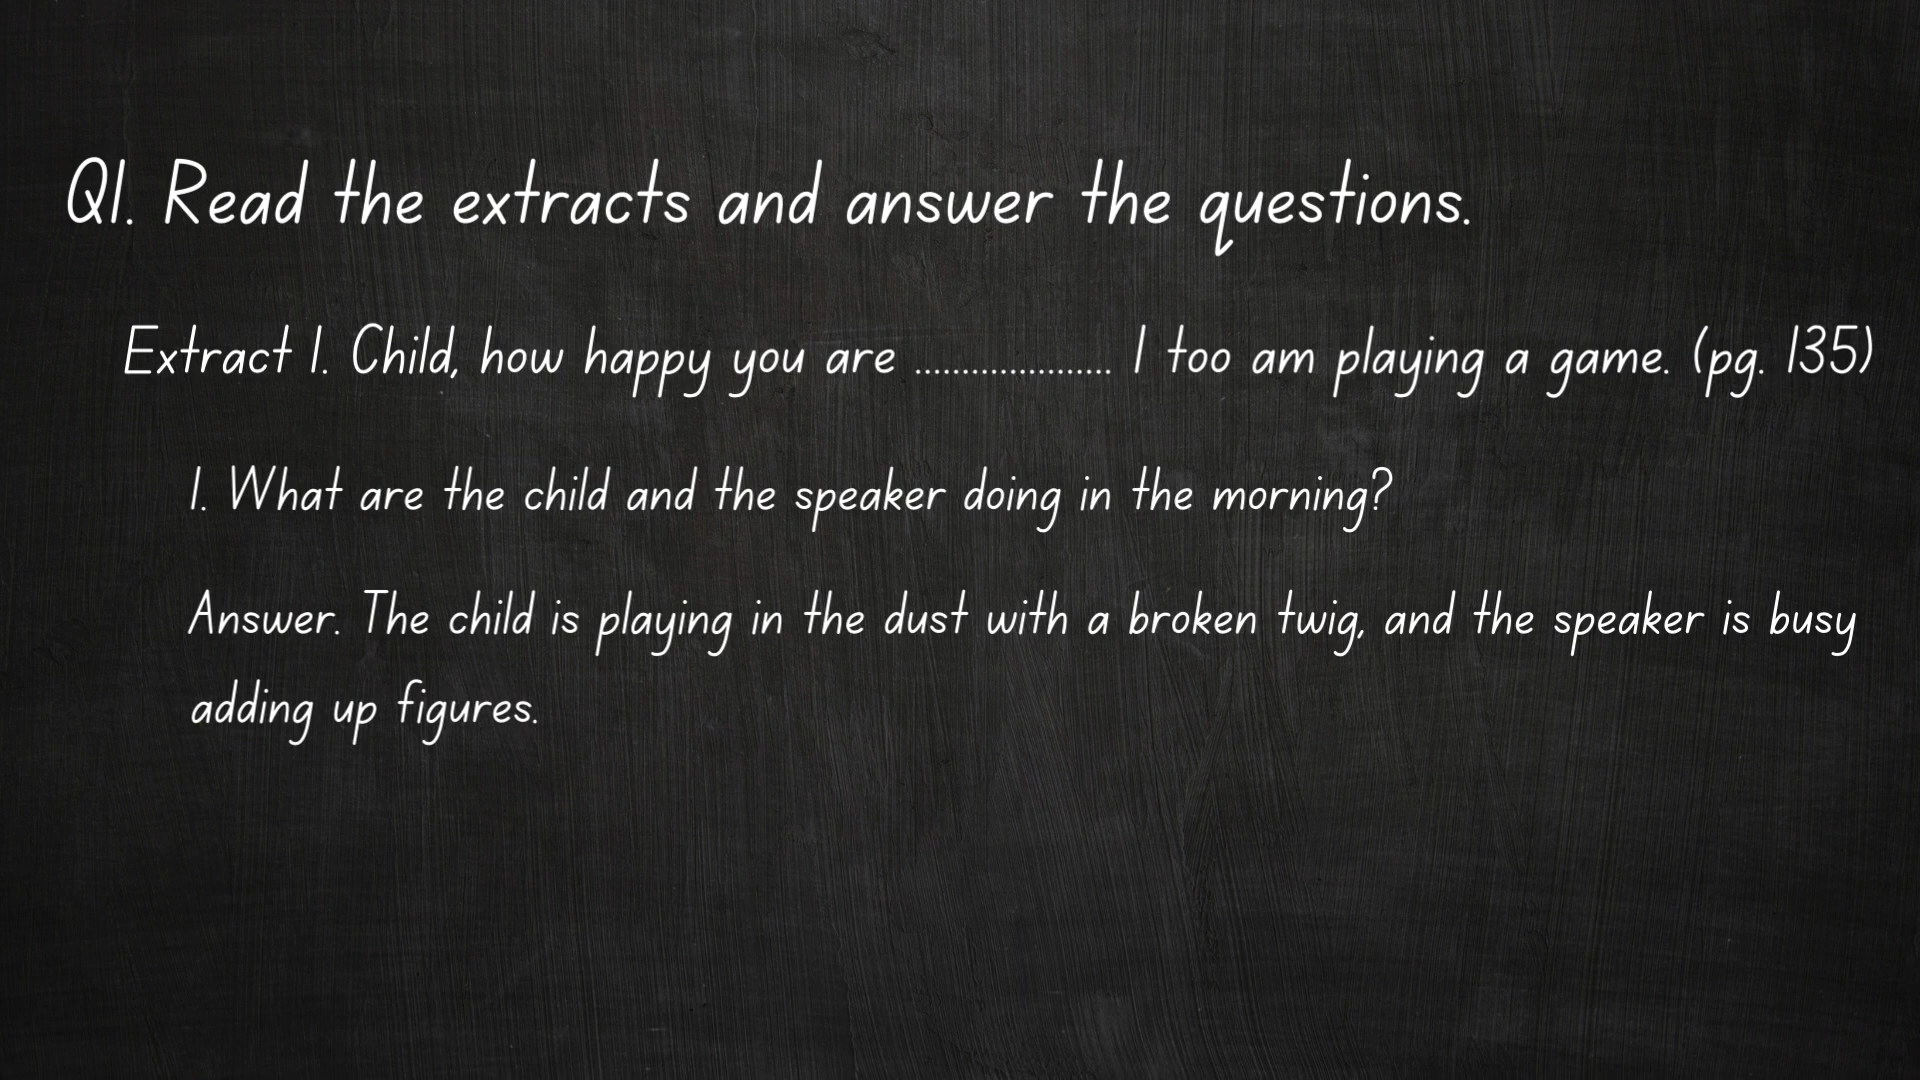 Q1. Read the extracts and answer the questions.
Extract 1. Child, how happy you are ..................... I too am playing a game. (pg. 135)
1. What are the child and the speaker doing in the morning?
Answer. The child is playing in the dust with a broken twig, and the speaker is busy
adding up figures.